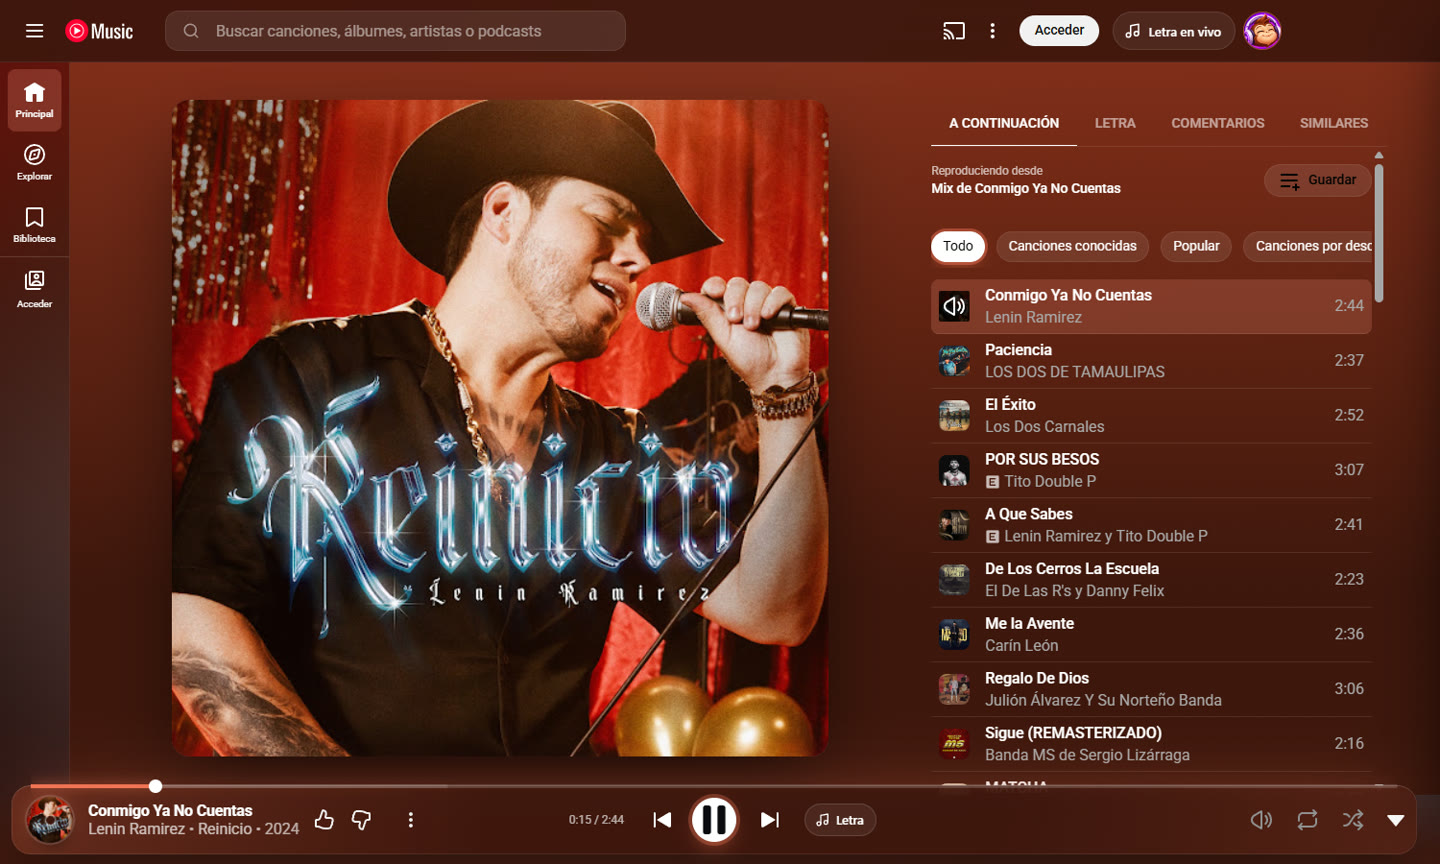 Music
Buscar canciones, álbumes, artistas o podcasts
Acceder
Letra en vivo
Principal
Explorar
Biblioteca
Acceder
Reinicio
Lenin Ramirez
A CONTINUACIÓN
LETRA
COMENTARIOS
SIMILARES
Reproduciendo desde
Mix de Conmigo Ya No Cuentas
Guardar
Todo
Canciones conocidas
Popular
Canciones por desc
Conmigo Ya No Cuentas
Lenin Ramirez
2:44
Paciencia
LOS DOS DE TAMAULIPAS
2:37
El Éxito
Los Dos Carnales
2:52
POR SUS BESOS
E Tito Double P
3:07
A Que Sabes
E Lenin Ramirez y Tito Double P
2:41
De Los Cerros La Escuela
El De Las R's y Danny Felix
2:23
Me la Avente
Carín León
2:36
Regalo De Dios
Julión Álvarez Y Su Norteño Banda
3:06
Sigue (REMASTERIZADO)
Banda MS de Sergio Lizárraga
2:16
Conmigo Ya No Cuentas
Lenin Ramirez • Reinicio • 2024
0:15 / 2:44
Letra